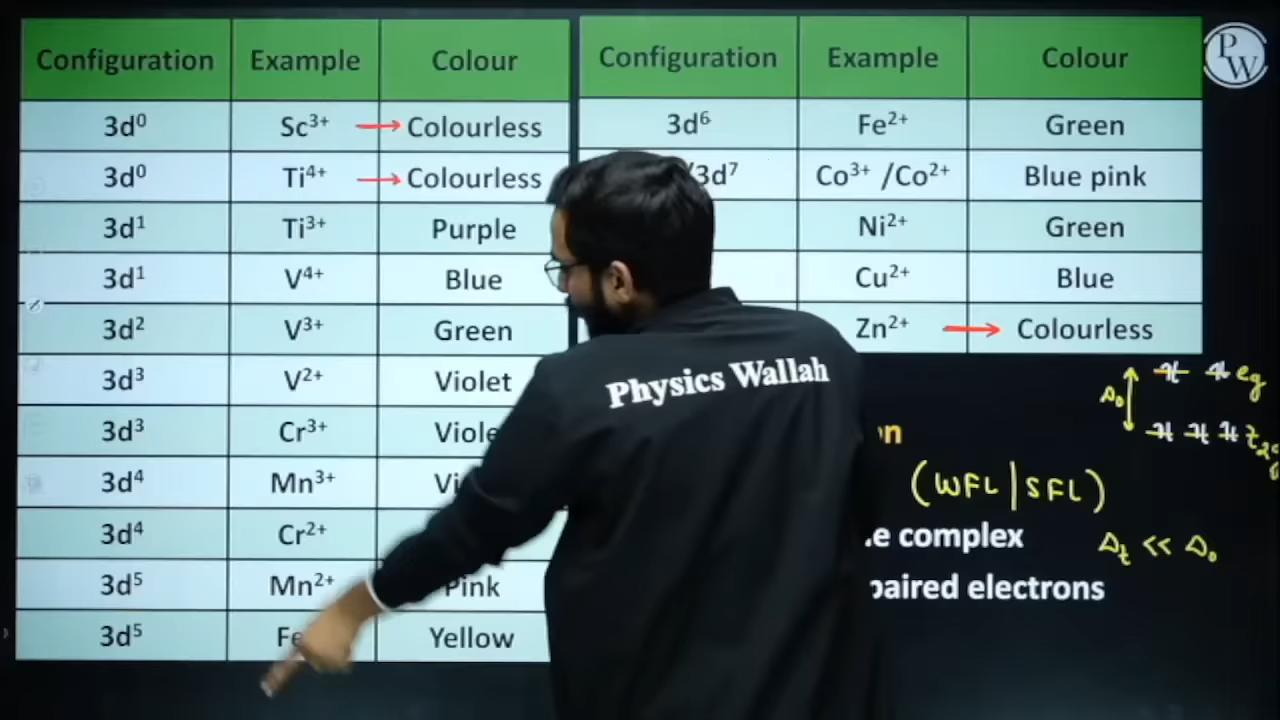 Configuration Example Colour
3d⁰ Sc³⁺ → Colourless
3d⁰ Ti⁴⁺ → Colourless
3d¹ Ti³⁺ Purple
3d¹ V⁴⁺ Blue
3d² V³⁺ Green
3d³ V²⁺ Violet
3d³ Cr³⁺
3d⁴ Mn³⁺
3d⁴ Cr²⁺
3d⁵ Mn²⁺ Pink
3d⁵ Yellow
Configuration Example Colour
3d⁶ Fe²⁺ Green
/3d⁷ Co³⁺ /Co²⁺ Blue pink
Ni²⁺ Green
Cu²⁺ Blue
Zn²⁺ → Colourless
PW
Physics Wallah
Δ₀ eg
t₂g
(WFL|SFL)
complex
Δt << Δ₀
electrons